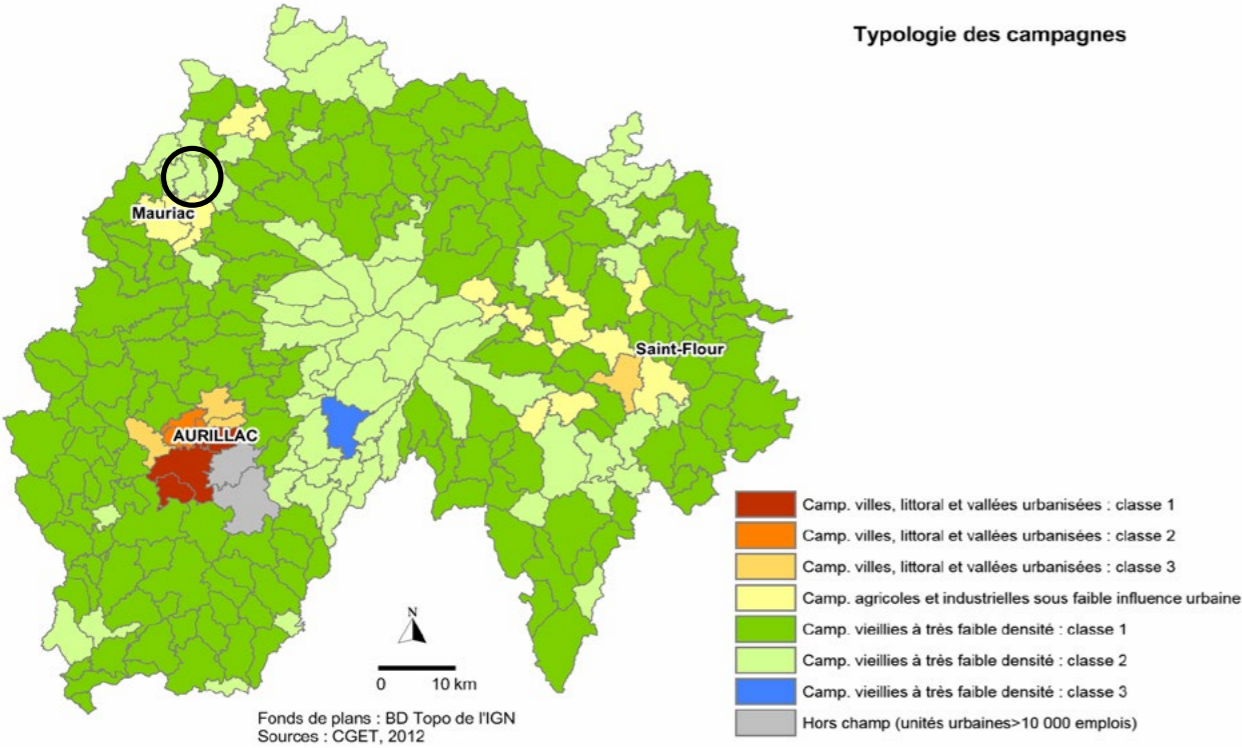 Typologie des campagnes
Mauriac
Saint-Flour
AURILLAC
Camp. villes, littoral et vallées urbanisées : classe 1
Camp. villes, littoral et vallées urbanisées : classe 2
Camp. villes, littoral et vallées urbanisées : classe 3
Camp. agricoles et industrielles sous faible influence urbaine
Camp. vieillies à très faible densité : classe 1
Camp. vieillies à très faible densité : classe 2
Camp. vieillies à très faible densité : classe 3
Hors champ (unités urbaines>10 000 emplois)
N
0 10 km
Fonds de plans : BD Topo de l'IGN
Sources : CGET, 2012